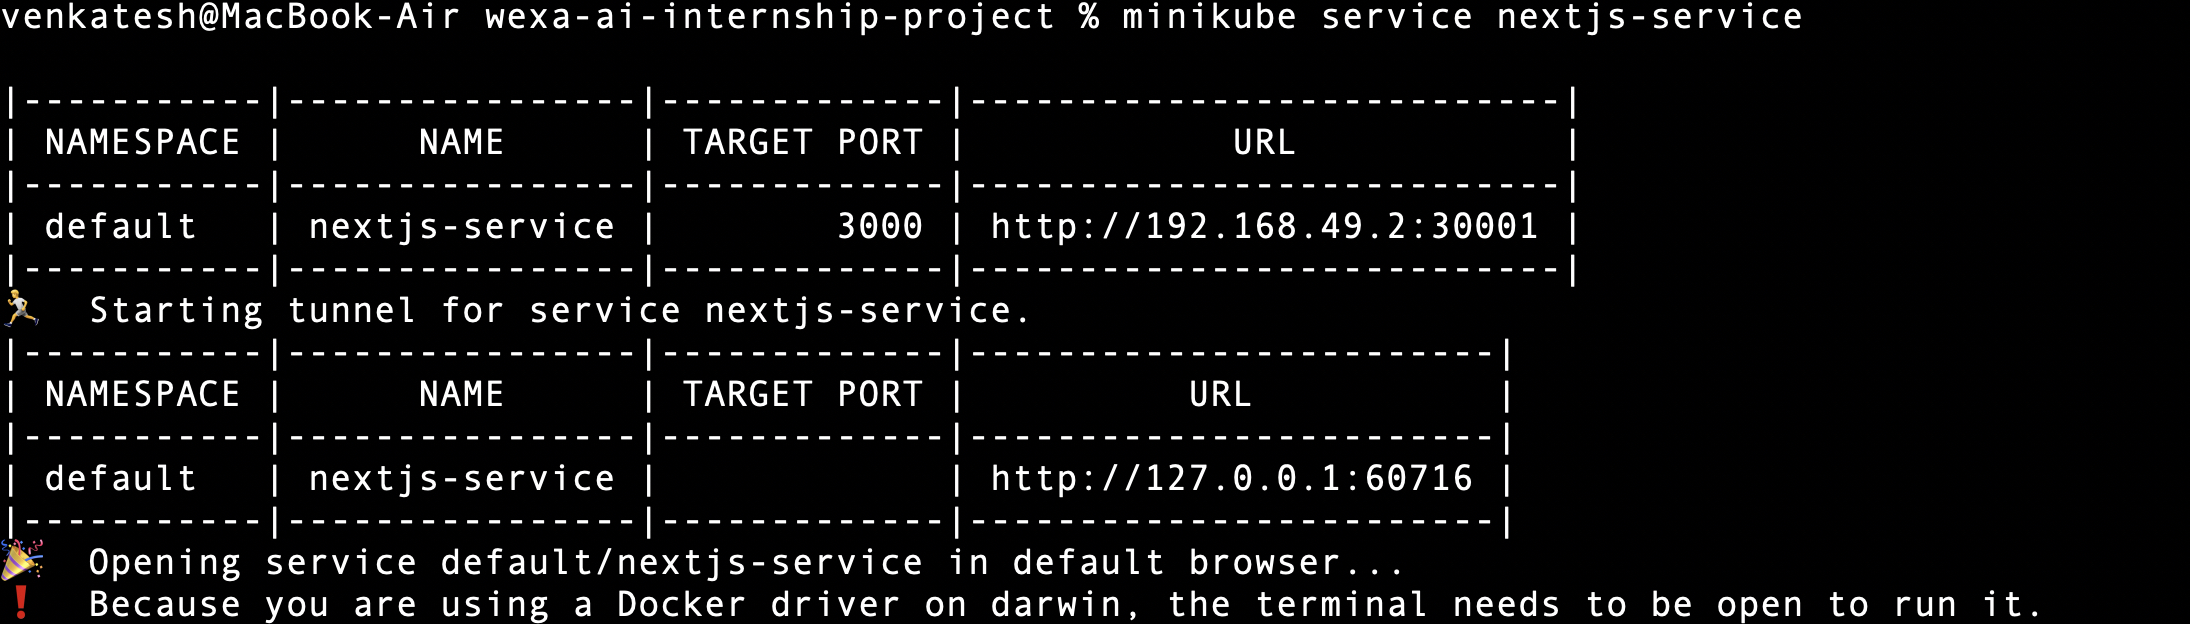 venkatesh@MacBook-Air wexa-ai-internship-project % minikube service nextjs-service
|-----------|----------------|-------------|---------------------------|
| NAMESPACE |      NAME      | TARGET PORT |            URL            |
|-----------|----------------|-------------|---------------------------|
| default   | nextjs-service |        3000 | http://192.168.49.2:30001 |
|-----------|----------------|-------------|---------------------------|
🏃  Starting tunnel for service nextjs-service.
|-----------|----------------|-------------|------------------------|
| NAMESPACE |      NAME      | TARGET PORT |          URL           |
|-----------|----------------|-------------|------------------------|
| default   | nextjs-service |             | http://127.0.0.1:60716 |
|-----------|----------------|-------------|------------------------|
🎉  Opening service default/nextjs-service in default browser...
❗  Because you are using a Docker driver on darwin, the terminal needs to be open to run it.